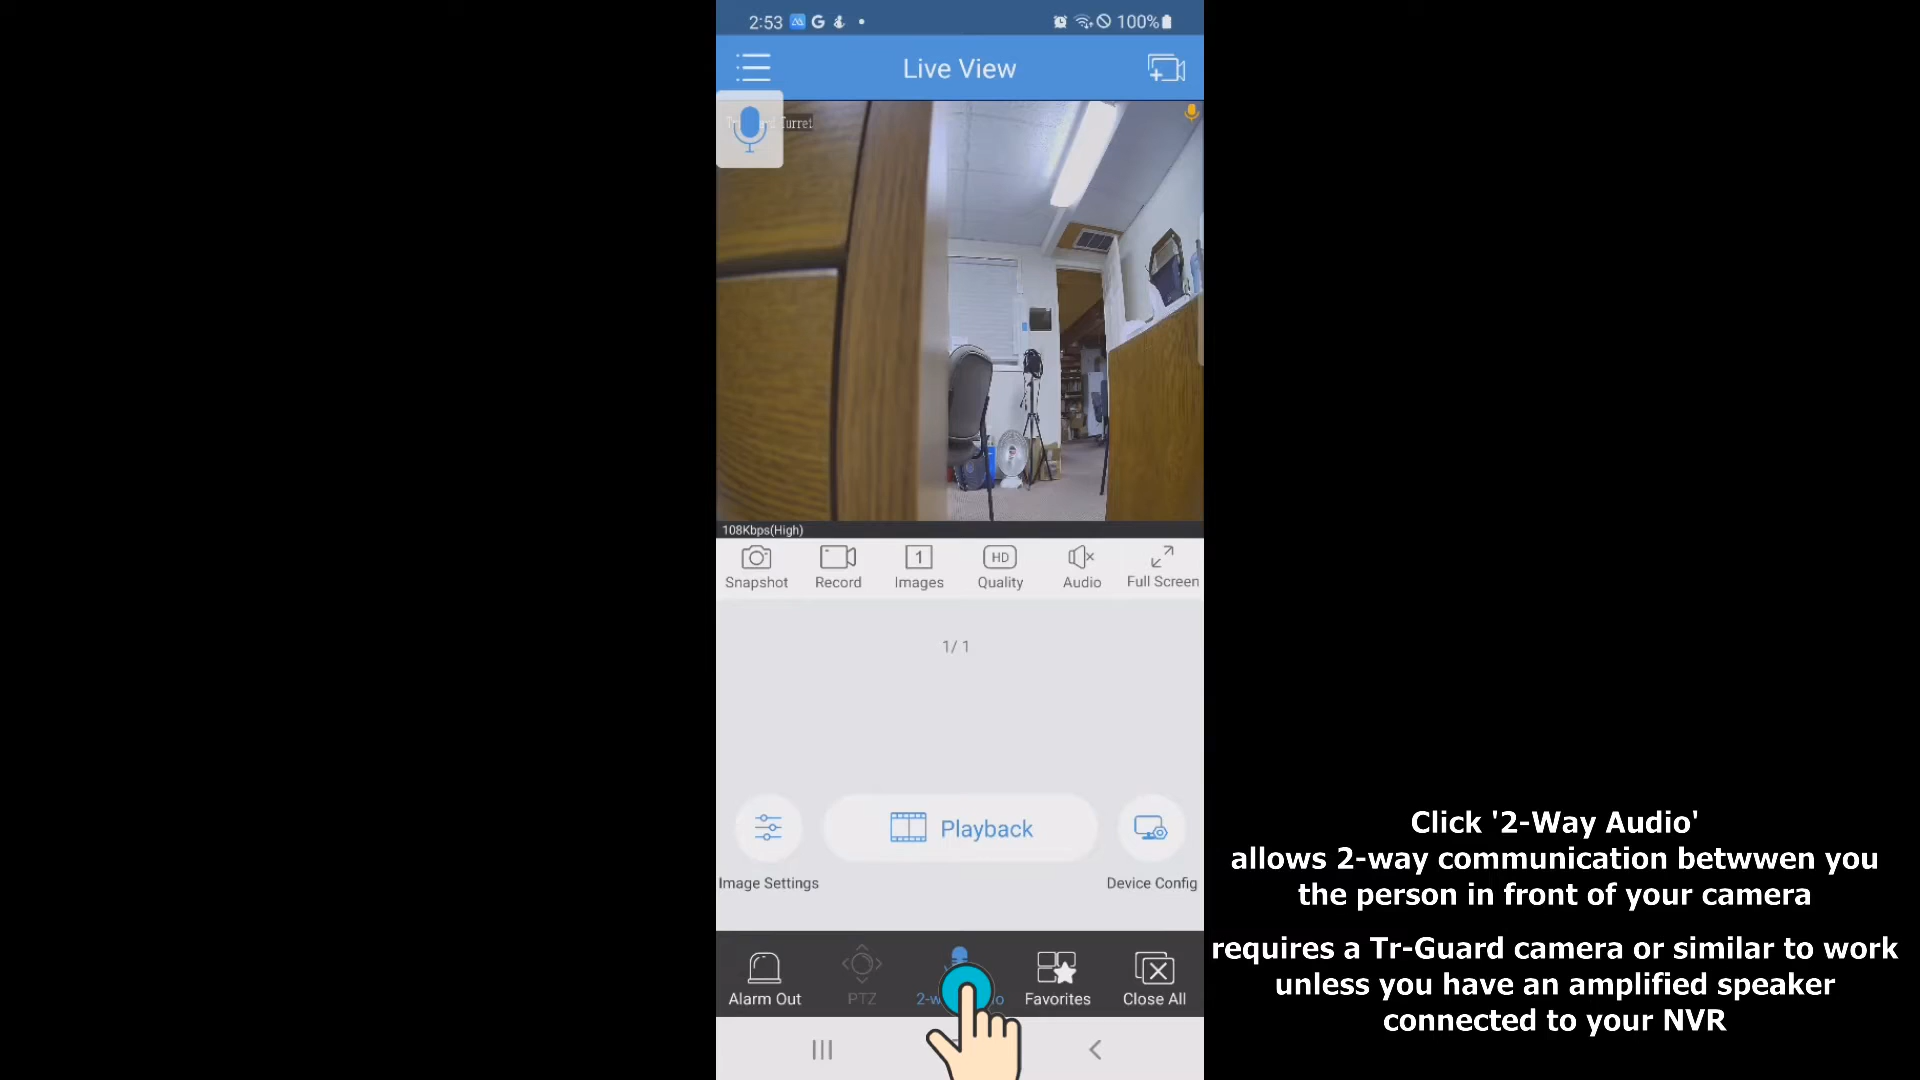 2:53
100%
Live View
Turret
108Kbps(High)
1
HD
Snapshot
Record
Images
Quality
Audio
Full Screen
1/ 1
Playback
Image Settings
Device Config
Click '2-Way Audio'
allows 2-way communication betwwen you
the person in front of your camera
requires a Tr-Guard camera or similar to work
unless you have an amplified speaker
connected to your NVR
Alarm Out
PTZ
Favorites
Close All